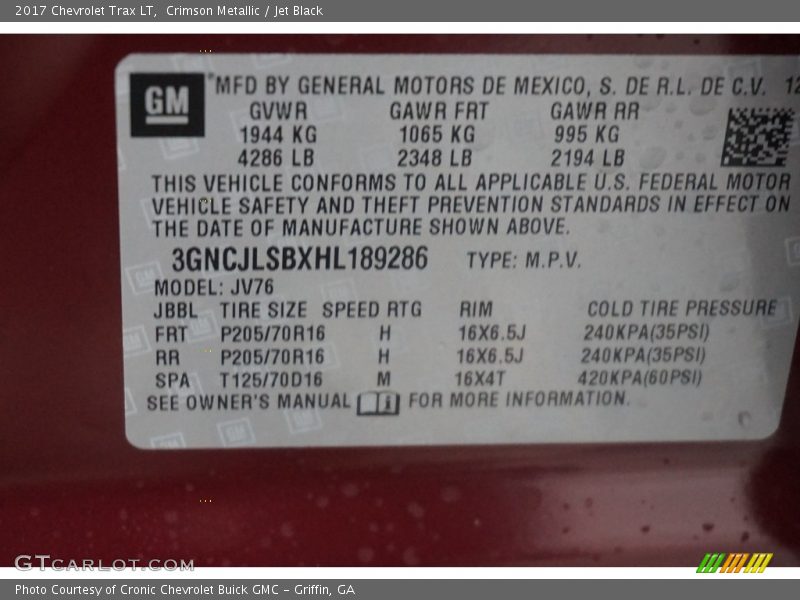 2017 Chevrolet Trax LT,  Crimson Metallic / Jet Black
GM
MFD BY GENERAL MOTORS DE MEXICO, S. DE R.L. DE C.V. 12
GVWR GAWR FRT GAWR RR
1944 KG 1065 KG 995 KG
4286 LB 2348 LB 2194 LB
THIS VEHICLE CONFORMS TO ALL APPLICABLE U.S. FEDERAL MOTOR
VEHICLE SAFETY AND THEFT PREVENTION STANDARDS IN EFFECT ON
THE DATE OF MANUFACTURE SHOWN ABOVE.
3GNCJLSBXHL189286 TYPE: M.P.V.
MODEL: JV76
JBBL TIRE SIZE SPEED RTG RIM COLD TIRE PRESSURE
FRT P205/70R16 H 16X6.5J 240KPA(35PSI)
RR P205/70R16 H 16X6.5J 240KPA(35PSI)
SPA T125/70D16 M 16X4T 420KPA(60PSI)
SEE OWNER'S MANUAL FOR MORE INFORMATION.
GTCARLOT.COM
Photo Courtesy of Cronic Chevrolet Buick GMC – Griffin, GA